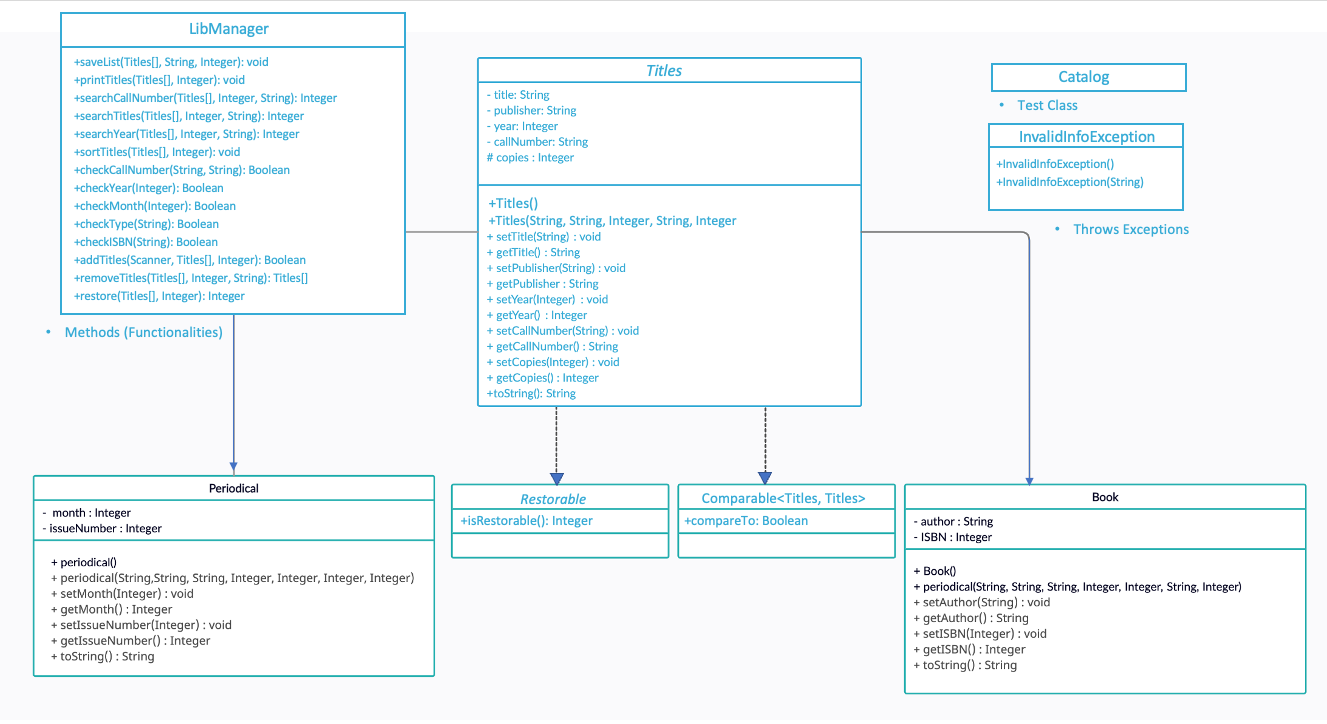 LibManager
+saveList(Titles[], String, Integer): void
+printTitles(Titles[], Integer): void
+searchCallNumber(Titles[], Integer, String): Integer
+searchTitles(Titles[], Integer, String): Integer
+searchYear(Titles[], Integer, String): Integer
+sortTitles(Titles[], Integer): void
+checkCallNumber(String, String): Boolean
+checkYear(Integer): Boolean
+checkMonth(Integer): Boolean
+checkType(String): Boolean
+checkISBN(String): Boolean
+addTitles(Scanner, Titles[], Integer): Boolean
+removeTitles(Titles[], Integer, String): Titles[]
+restore(Titles[], Integer): Integer
• Methods (Functionalities)
Titles
- title: String
- publisher: String
- year: Integer
- callNumber: String
# copies : Integer
+Titles()
+Titles(String, String, Integer, String, Integer
+ setTitle(String) : void
+ getTitle() : String
+ setPublisher(String) : void
+ getPublisher : String
+ setYear(Integer) : void
+ getYear() : Integer
+ setCallNumber(String) : void
+ getCallNumber() : String
+ setCopies(Integer) : void
+ getCopies() : Integer
+toString(): String
Catalog
• Test Class
InvalidInfoException
+InvalidInfoException()
+InvalidInfoException(String)
• Throws Exceptions
Periodical
- month : Integer
- issueNumber : Integer
+ periodical()
+ periodical(String,String, String, Integer, Integer, Integer, Integer)
+ setMonth(Integer) : void
+ getMonth() : Integer
+ setIssueNumber(Integer) : void
+ getIssueNumber() : Integer
+ toString() : String
Restorable
+isRestorable(): Integer
Comparable<Titles, Titles>
+compareTo: Boolean
Book
- author : String
- ISBN : Integer
+ Book()
+ periodical(String, String, String, Integer, Integer, String, Integer)
+ setAuthor(String) : void
+ getAuthor() : String
+ setISBN(Integer) : void
+ getISBN() : Integer
+ toString() : String